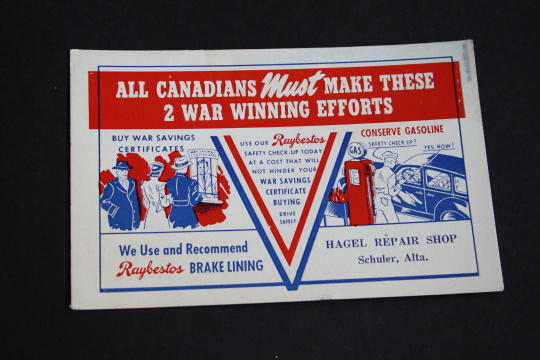 ALL CANADIANS Must MAKE THESE
2 WAR WINNING EFFORTS
BUY WAR SAVINGS
CERTIFICATES
USE OUR Raybestos
SAFETY CHECK-UP TODAY
AT A COST THAT WILL
NOT HINDER YOUR
WAR SAVINGS
CERTIFICATE
BUYING
DRIVE
SAFELY
CONSERVE GASOLINE
SAFETY CHECK?
YES, NOW!
GAS
We Use and Recommend
Raybestos BRAKE LINING
HAGEL REPAIR SHOP
Schuler, Alta.